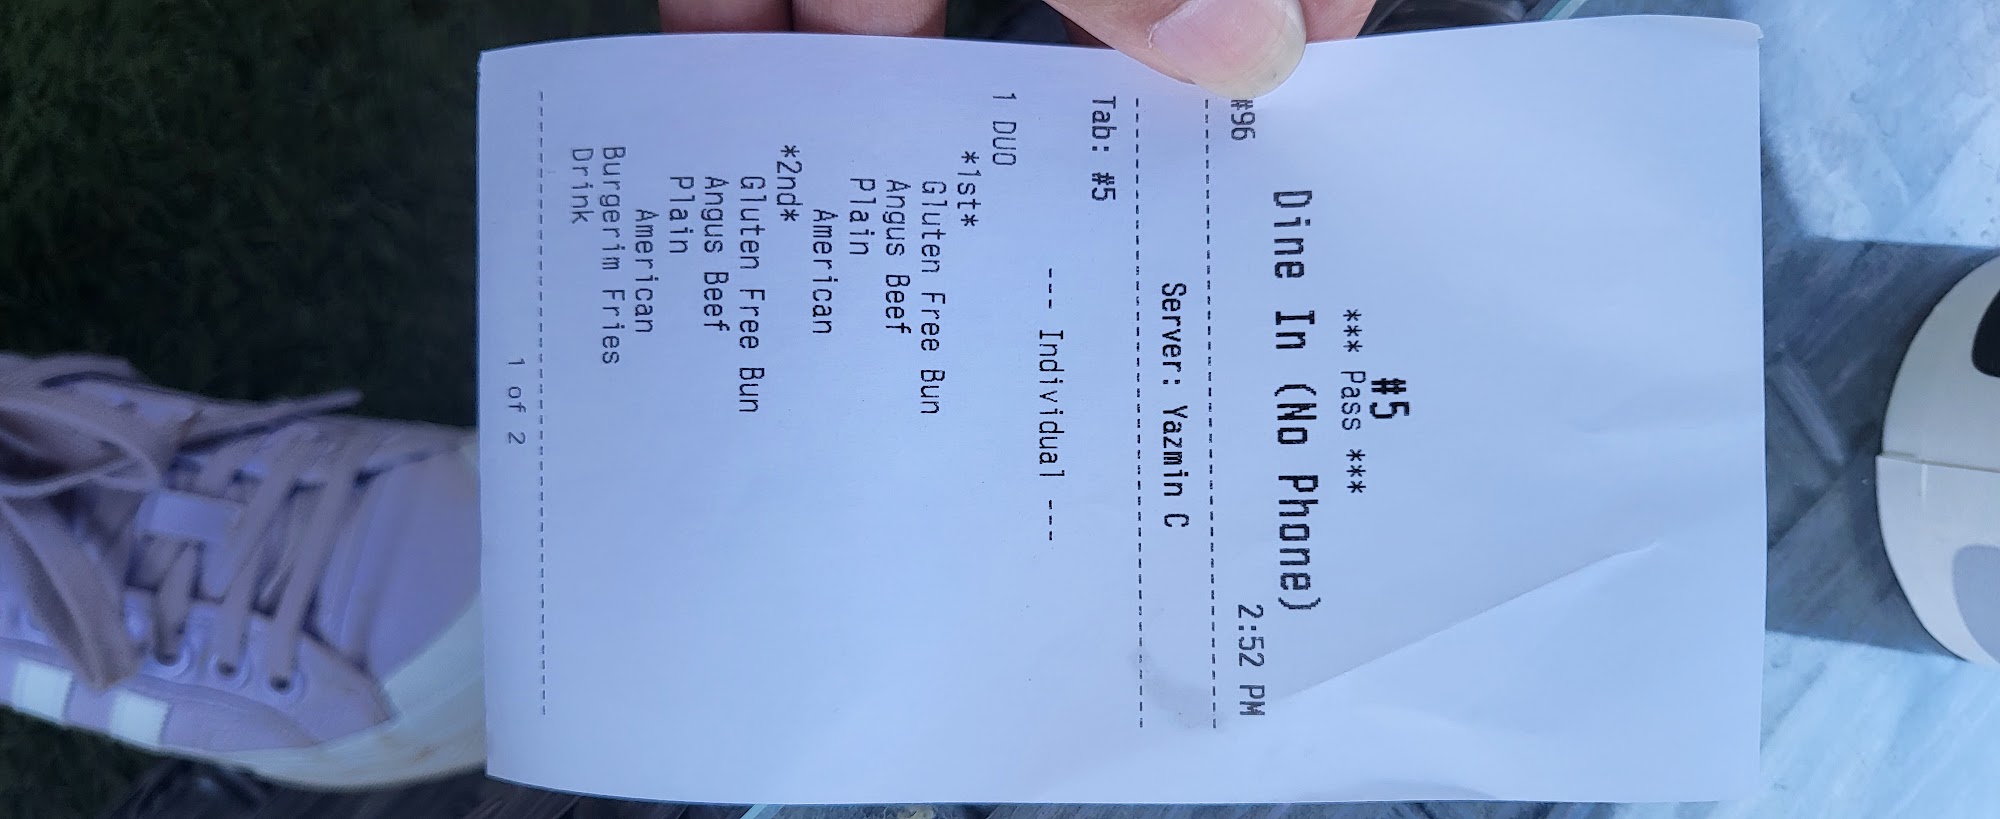 #5
*** Pass ***
Dine In (No Phone)
#96 2:52 PM
--------------------------------
Server: Yazmin C
--------------------------------
Tab: #5
--- Individual ---
1 DUO
*1st*
Gluten Free Bun
Angus Beef
Plain
American
*2nd*
Gluten Free Bun
Angus Beef
Plain
American
Burgerim Fries
Drink
--------------------------------
1 of 2